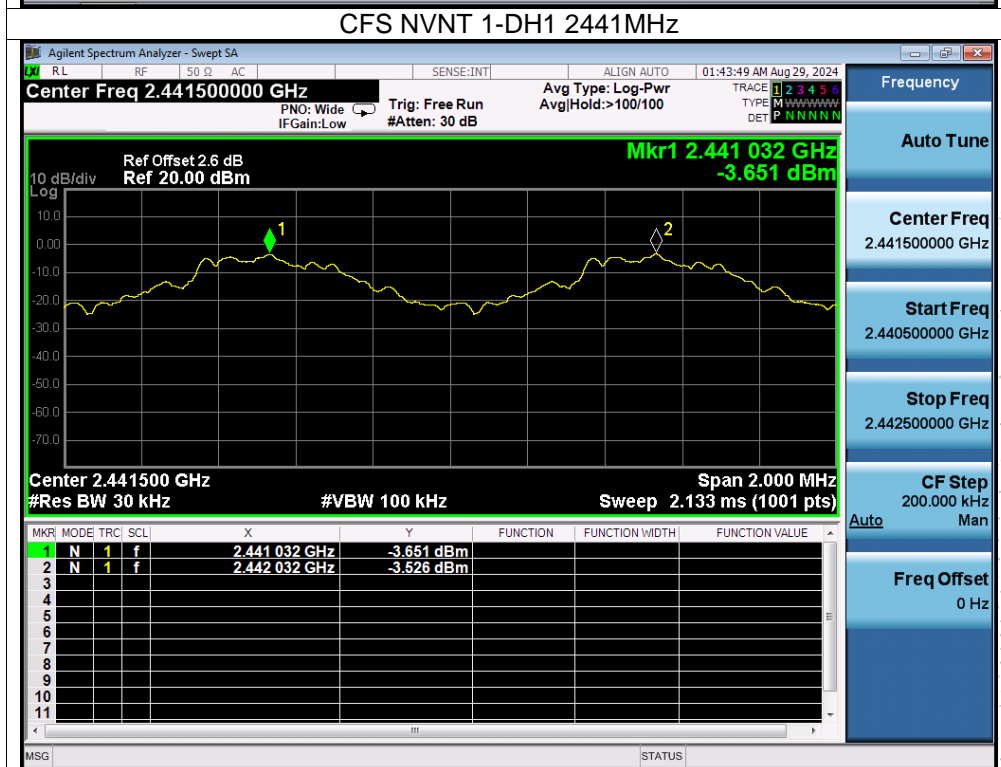 CFS NVNT 1-DH1 2441MHz
Agilent Spectrum Analyzer - Swept SA
LXI RL RF 50 Ω AC SENSE:INT ALIGN AUTO 01:43:49 AM Aug 29, 2024
Center Freq 2.441500000 GHz
PNO: Wide
IFGain:Low
Trig: Free Run
#Atten: 30 dB
Avg Type: Log-Pwr
Avg|Hold:>100/100
TRACE 1 2 3 4 5 6
TYPE M WWWWW
DET P N N N N N
Frequency
Auto Tune
Center Freq
2.441500000 GHz
Start Freq
2.440500000 GHz
Stop Freq
2.442500000 GHz
CF Step
200.000 kHz
Auto Man
Freq Offset
0 Hz
Mkr1 2.441 032 GHz
-3.651 dBm
Ref Offset 2.6 dB
10 dB/div Ref 20.00 dBm
Log
10.0
0.00
-10.0
-20.0
-30.0
-40.0
-50.0
-60.0
-70.0
1
2
Center 2.441500 GHz Span 2.000 MHz
#Res BW 30 kHz #VBW 100 kHz Sweep 2.133 ms (1001 pts)
MKR MODE TRC SCL X Y FUNCTION FUNCTION WIDTH FUNCTION VALUE
1 N 1 f 2.441 032 GHz -3.651 dBm
2 N 1 f 2.442 032 GHz -3.526 dBm
3
4
5
6
7
8
9
10
11
MSG STATUS